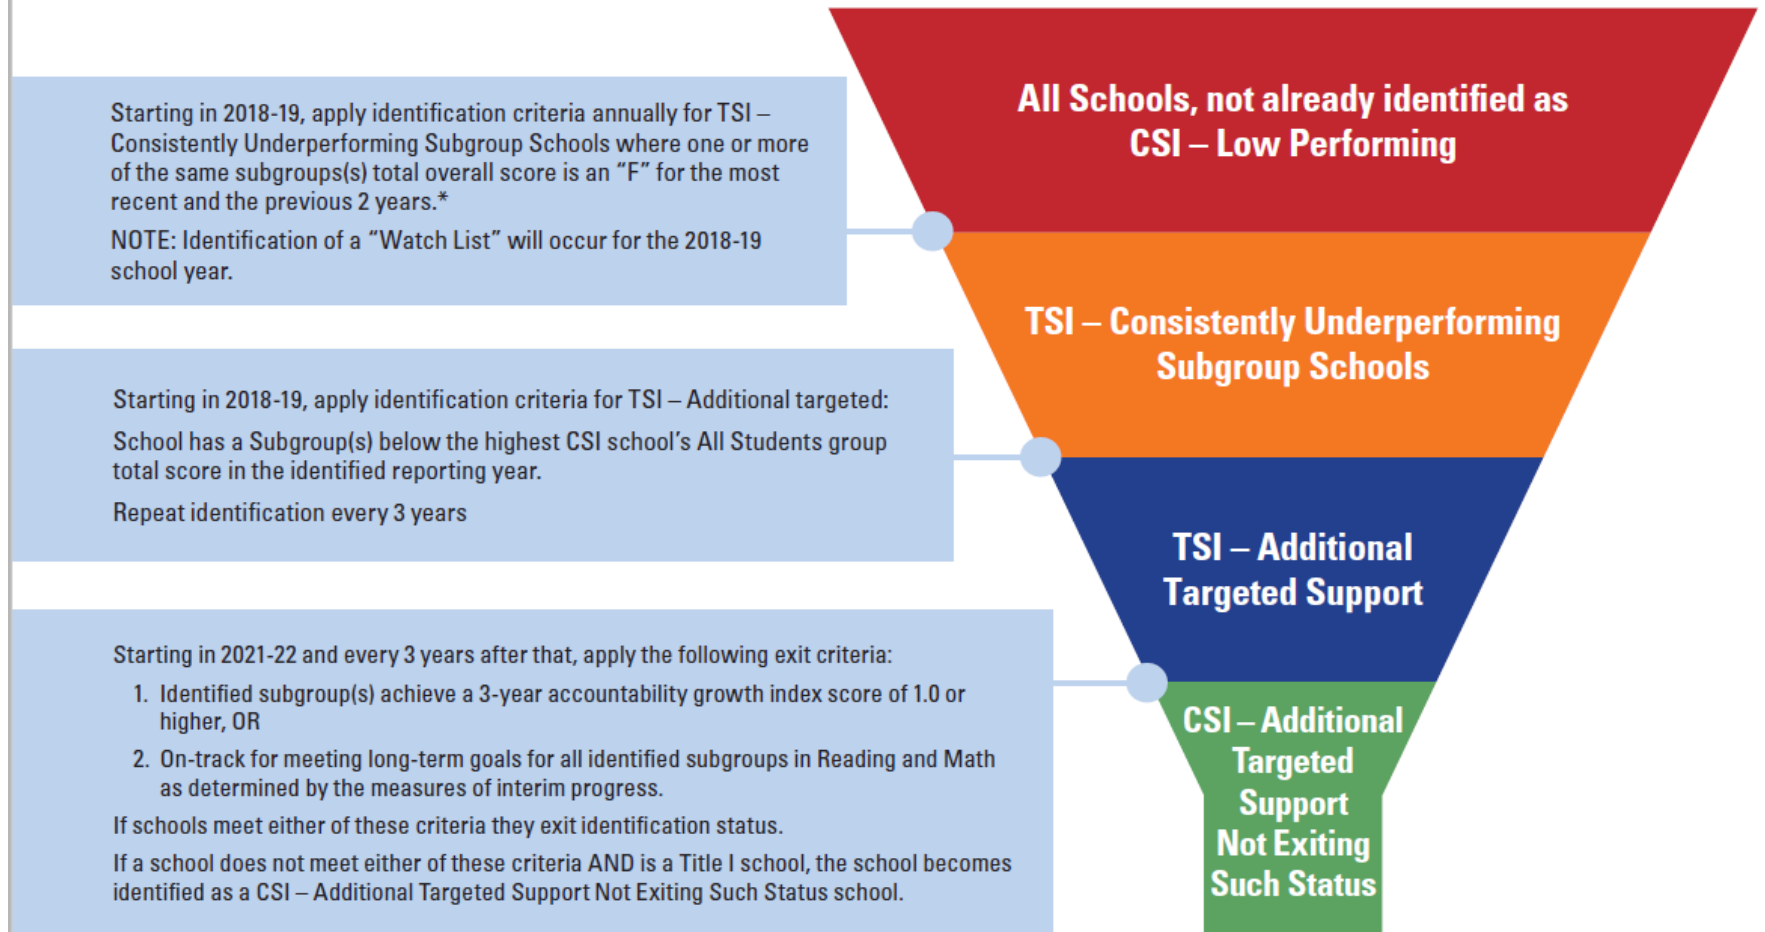 All Schools, not already identified as
CSI – Low Performing
Starting in 2018-19, apply identification criteria annually for TSI –
Consistently Underperforming Subgroup Schools where one or more
of the same subgroups(s) total overall score is an “F” for the most
recent and the previous 2 years.*
NOTE: Identification of a “Watch List” will occur for the 2018-19
school year.
TSI – Consistently Underperforming
Subgroup Schools
Starting in 2018-19, apply identification criteria for TSI – Additional targeted:
School has a Subgroup(s) below the highest CSI school’s All Students group
total score in the identified reporting year.
Repeat identification every 3 years
TSI – Additional
Targeted Support
Starting in 2021-22 and every 3 years after that, apply the following exit criteria:
1. Identified subgroup(s) achieve a 3-year accountability growth index score of 1.0 or
higher, OR
2. On-track for meeting long-term goals for all identified subgroups in Reading and Math
as determined by the measures of interim progress.
If schools meet either of these criteria they exit identification status.
If a school does not meet either of these criteria AND is a Title I school, the school becomes
identified as a CSI – Additional Targeted Support Not Exiting Such Status school.
CSI – Additional
Targeted
Support
Not Exiting
Such Status